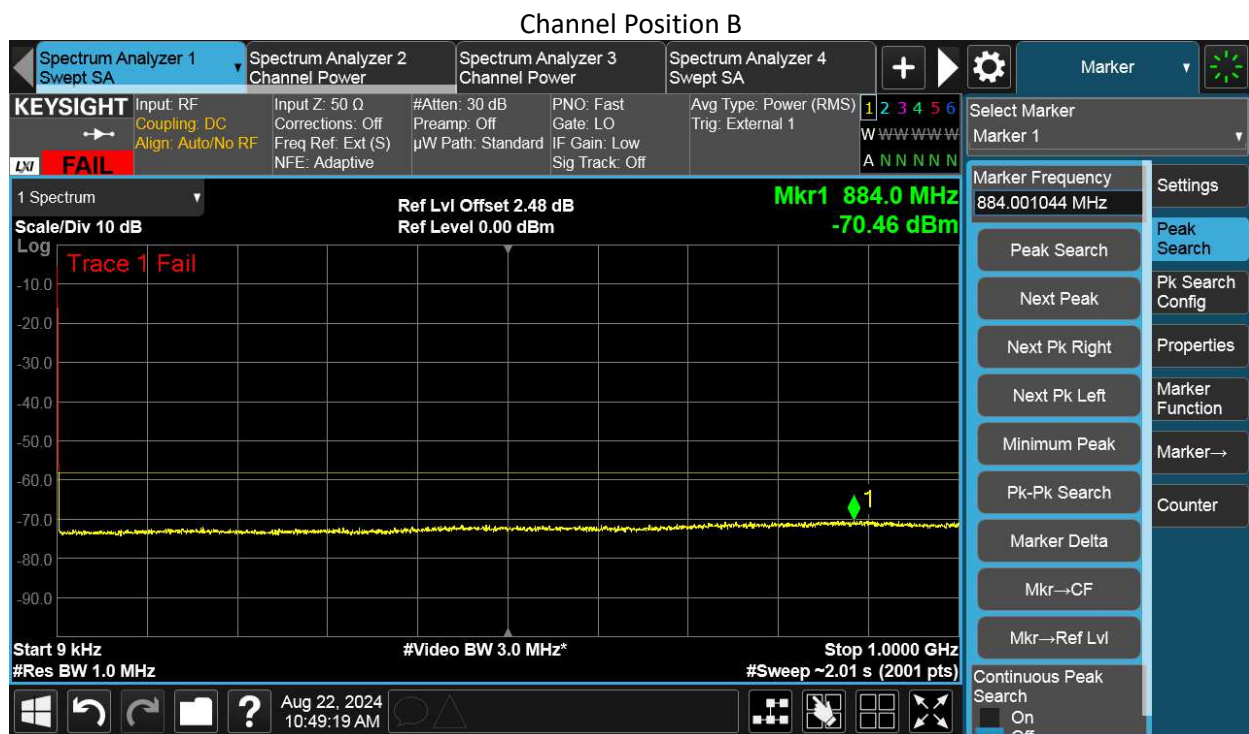 Channel Position B
Spectrum Analyzer 1 Spectrum Analyzer 2 Spectrum Analyzer 3 Spectrum Analyzer 4
Swept SA Channel Power Channel Power Swept SA
Marker
KEYSIGHT Input: RF Input Z: 50 Ω #Atten: 30 dB PNO: Fast Avg Type: Power (RMS) 1 2 3 4 5 6
Coupling: DC Corrections: Off Preamp: Off Gate: LO Trig: External 1
Align: Auto/No RF Freq Ref: Ext (S) µW Path: Standard IF Gain: Low W W W W W W
LXI FAIL NFE: Adaptive Sig Track: Off A N N N N N
Select Marker
Marker 1
1 Spectrum
Scale/Div 10 dB
Ref Lvl Offset 2.48 dB
Ref Level 0.00 dBm
Mkr1 884.0 MHz
-70.46 dBm
Log
Trace 1 Fail
-10.0
-20.0
-30.0
-40.0
-50.0
-60.0
-70.0
-80.0
-90.0
1
Start 9 kHz #Video BW 3.0 MHz* Stop 1.0000 GHz
#Res BW 1.0 MHz #Sweep ~2.01 s (2001 pts)
Marker Frequency
884.001044 MHz
Peak Search
Next Peak
Next Pk Right
Next Pk Left
Minimum Peak
Pk-Pk Search
Marker Delta
Mkr→CF
Mkr→Ref Lvl
Continuous Peak
Search
On
Off
Settings
Peak
Search
Pk Search
Config
Properties
Marker
Function
Marker→
Counter
?
Aug 22, 2024
10:49:19 AM